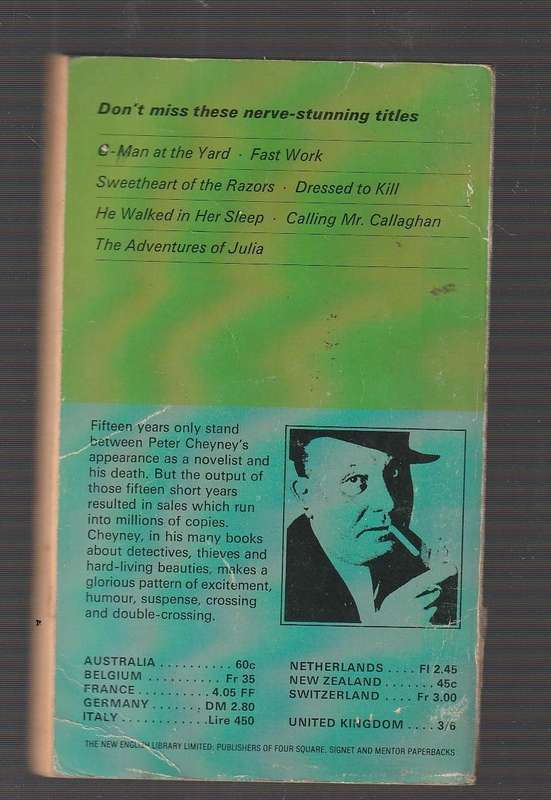 Don't miss these nerve-stunning titles
G-Man at the Yard · Fast Work
Sweetheart of the Razors · Dressed to Kill
He Walked in Her Sleep · Calling Mr. Callaghan
The Adventures of Julia
Fifteen years only stand
between Peter Cheyney's
appearance as a novelist and
his death. But the output of
those fifteen short years
resulted in sales which run
into millions of copies.
Cheyney, in his many books
about detectives, thieves and
hard-living beauties, makes a
glorious pattern of excitement,
humour, suspense, crossing
and double-crossing.
AUSTRALIA . . . . . . . . . . 60c
BELGIUM . . . . . . . . . . Fr 35
FRANCE . . . . . . . . . . 4.05 FF
GERMANY . . . . . . . DM 2.80
ITALY . . . . . . . . . . . . Lire 450
NETHERLANDS . . . . Fl 2.45
NEW ZEALAND . . . . . . . 45c
SWITZERLAND . . . . Fr 3.00
UNITED KINGDOM . . . . 3/6
THE NEW ENGLISH LIBRARY LIMITED; PUBLISHERS OF FOUR SQUARE, SIGNET AND MENTOR PAPERBACKS